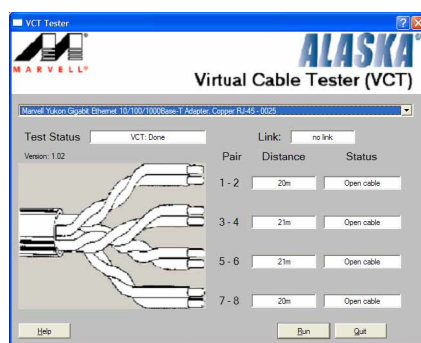 VCT Tester
MARVELL®
ALASKA®
Virtual Cable Tester (VCT)
Marvell Yukon Gigabit Ethernet 10/100/1000Base-T Adapter, Copper RJ-45 - 0025
Test Status VCT: Done Link: no link
Version: 1.02
Pair Distance Status
1 - 2 20m Open cable
3 - 4 21m Open cable
5 - 6 21m Open cable
7 - 8 20m Open cable
Help Run Quit